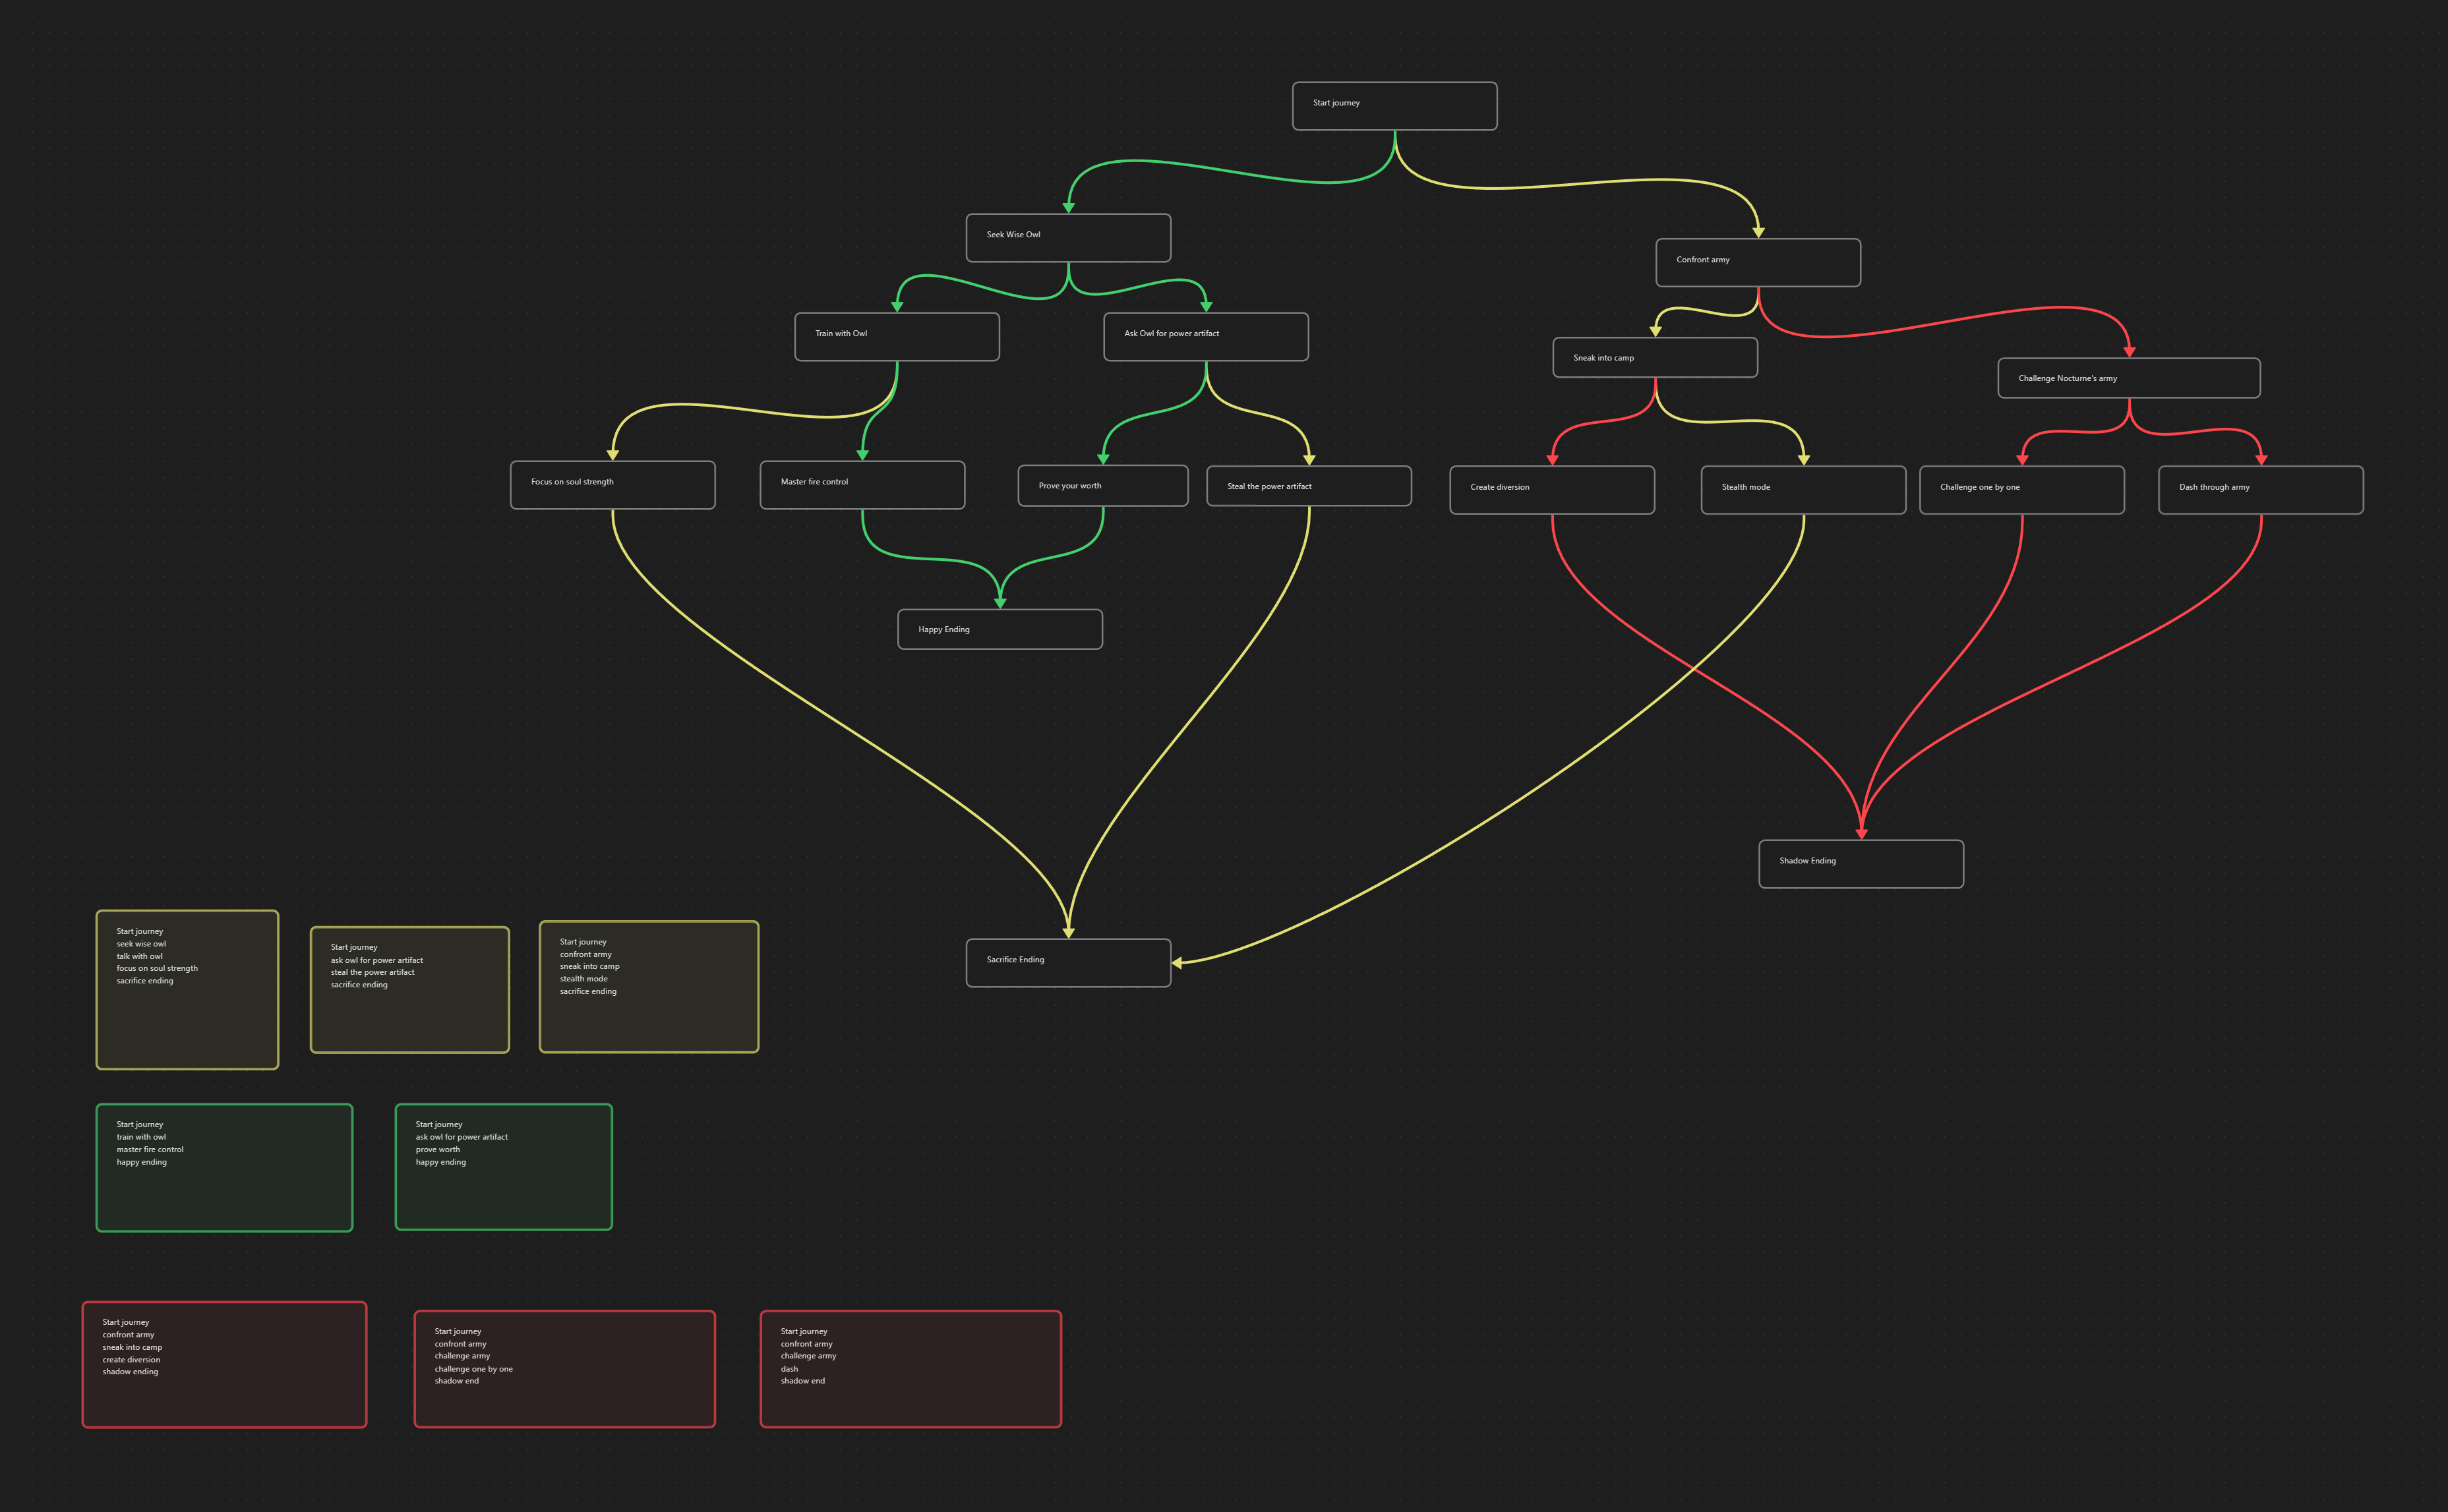 Start journey
Seek Wise Owl
Confront army
Train with Owl
Ask Owl for power artifact
Sneak into camp
Challenge Nocturne's army
Focus on soul strength
Master fire control
Prove your worth
Steal the power artifact
Create diversion
Stealth mode
Challenge one by one
Dash through army
Happy Ending
Shadow Ending
Sacrifice Ending
Start journey
seek wise owl
talk with owl
focus on soul strength
sacrifice ending
Start journey
ask owl for power artifact
steal the power artifact
sacrifice ending
Start journey
confront army
sneak into camp
stealth mode
sacrifice ending
Start journey
train with owl
master fire control
happy ending
Start journey
ask owl for power artifact
prove worth
happy ending
Start journey
confront army
sneak into camp
create diversion
shadow ending
Start journey
confront army
challenge army
challenge one by one
shadow end
Start journey
confront army
challenge army
dash
shadow end